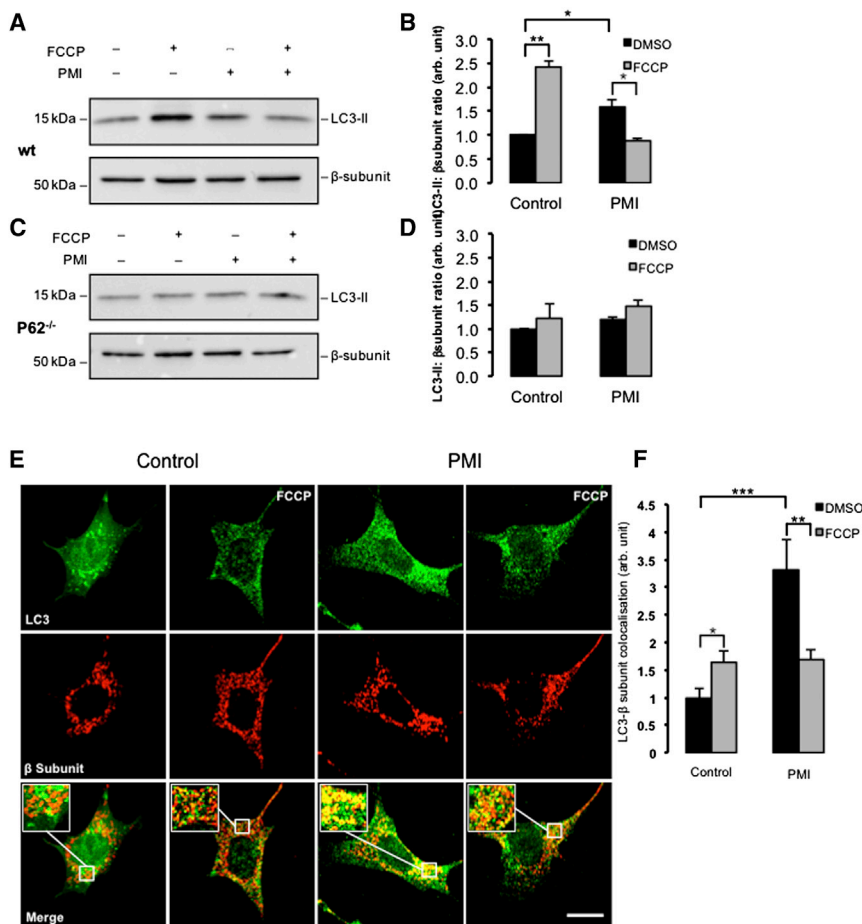 A
FCCP – + – +
PMI – – + +
15 kDa – – LC3-II
wt
50 kDa – – β-subunit
B
LC3-II: βsubunit ratio (arb. unit)
3.0
2.5
2.0
1.5
1.0
0.5
0.0
*
**
*
DMSO
FCCP
Control PMI
C
FCCP – + – +
PMI – – + +
15 kDa – – LC3-II
P62-/-
50 kDa – – β-subunit
D
LC3-II: βsubunit ratio (arb. unit)
3.0
2.5
2.0
1.5
1.0
0.5
0.0
DMSO
FCCP
Control PMI
E Control PMI
FCCP FCCP
LC3
β Subunit
Merge
F
LC3-β subunit colocalisation (arb. unit)
4.5
4
3.5
3
2.5
2
1.5
1
0.5
0
***
**
*
DMSO
FCCP
Control PMI